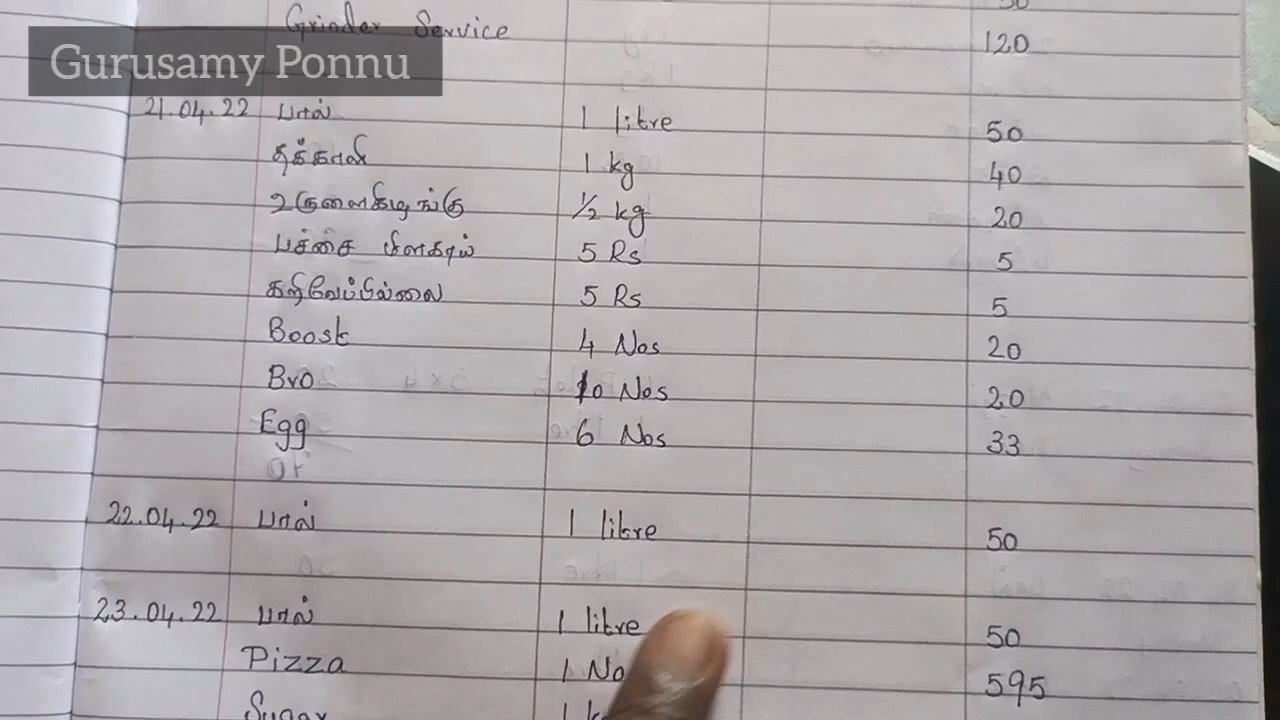 Grinder Service 120
Gurusamy Ponnu
21.04.22 பால் 1 litre 50
தக்காளி 1 kg 40
உருளைகிழங்கு 1/2 kg 20
பச்சை மிளகாய் 5 Rs 5
கறிவேப்பில்லை 5 Rs 5
Boost 4 Nos 20
Bro 10 Nos 20
Egg 6 Nos 33
22.04.22 பால் 1 litre 50
23.04.22 பால் 1 litre 50
Pizza 1 No 595
Sugar 1